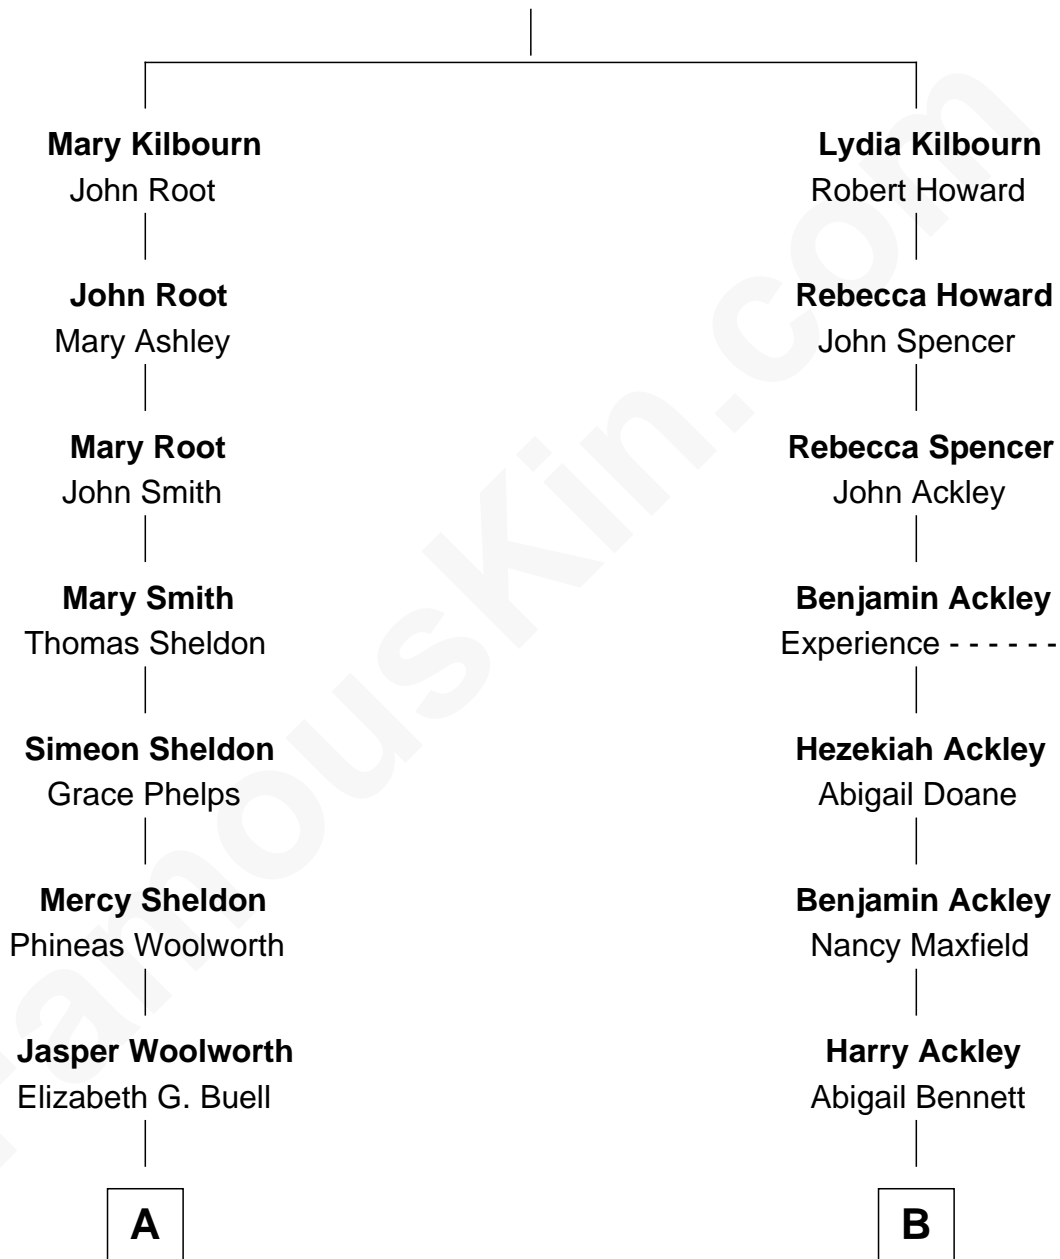 Mary Kilbourn
John Root
John Root
Mary Ashley
Mary Root
John Smith
Mary Smith
Thomas Sheldon
Simeon Sheldon
Grace Phelps
Mercy Sheldon
Phineas Woolworth
Jasper Woolworth
Elizabeth G. Buell
A
Lydia Kilbourn
Robert Howard
Rebecca Howard
John Spencer
Rebecca Spencer
John Ackley
Benjamin Ackley
Experience - - - - - -
Hezekiah Ackley
Abigail Doane
Benjamin Ackley
Nancy Maxfield
Harry Ackley
Abigail Bennett
B
FamousKin.com